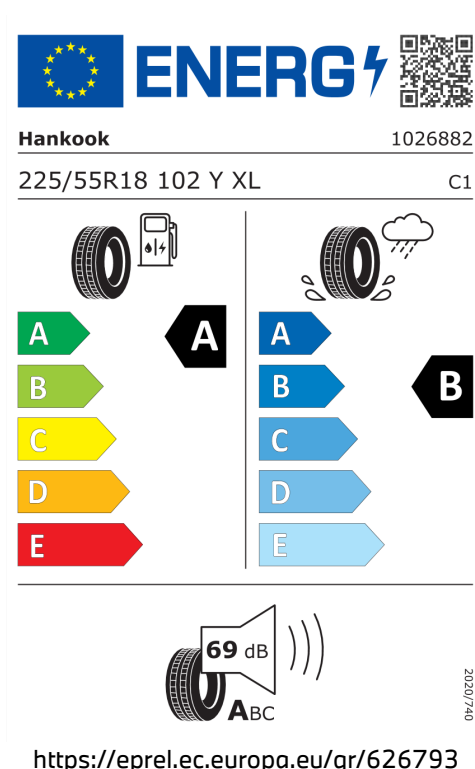 ENERG
Hankook 1026882
225/55R18 102 Y XL C1
A A A
B B B
C C
D D
E E
69 dB
ABC
2020/740
https://eprel.ec.europa.eu/qr/626793